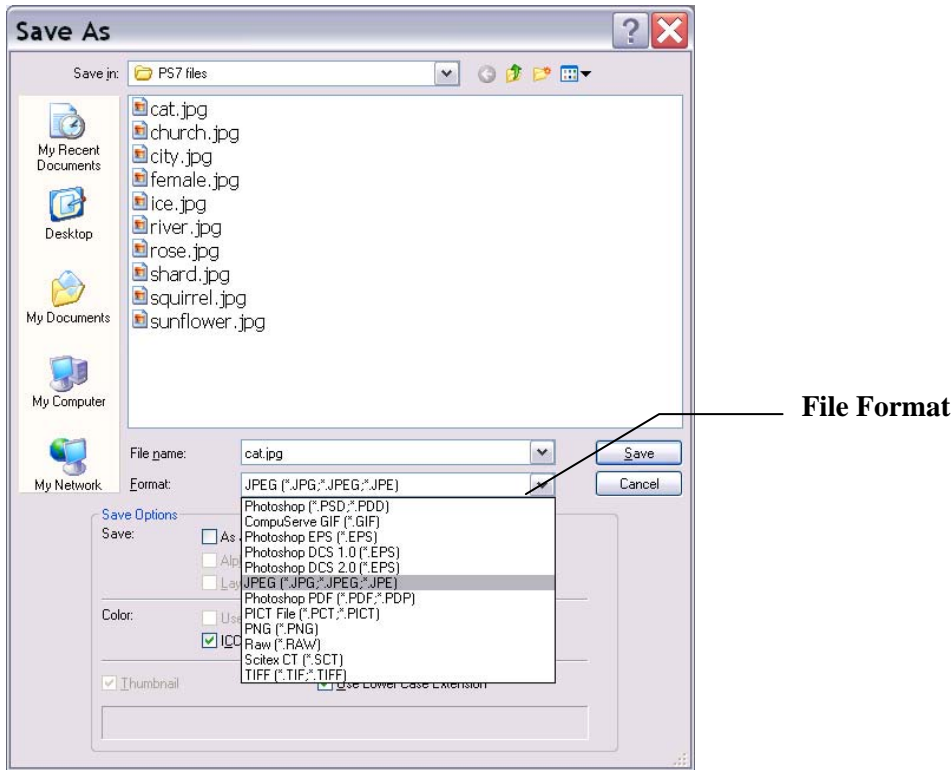 Save As
Save in: PS7 files
My Recent Documents
Desktop
My Documents
My Computer
My Network
cat.jpg
church.jpg
city.jpg
female.jpg
ice.jpg
river.jpg
rose.jpg
shard.jpg
squirrel.jpg
sunflower.jpg
File Format
File name: cat.jpg Save
Format: JPEG (*.JPG;*.JPEG;*.JPE) Cancel
Photoshop (*.PSD;*.PDD)
CompuServe GIF (*.GIF)
Photoshop EPS (*.EPS)
Photoshop DCS 1.0 (*.EPS)
Photoshop DCS 2.0 (*.EPS)
JPEG (*.JPG;*.JPEG;*.JPE)
Photoshop PDF (*.PDF;*.PDP)
PICT File (*.PCT;*.PICT)
PNG (*.PNG)
Raw (*.RAW)
Scitex CT (*.SCT)
TIFF (*.TIF;*.TIFF)
Save Options
Save: As
Color:
Thumbnail Use Lower Case Extension